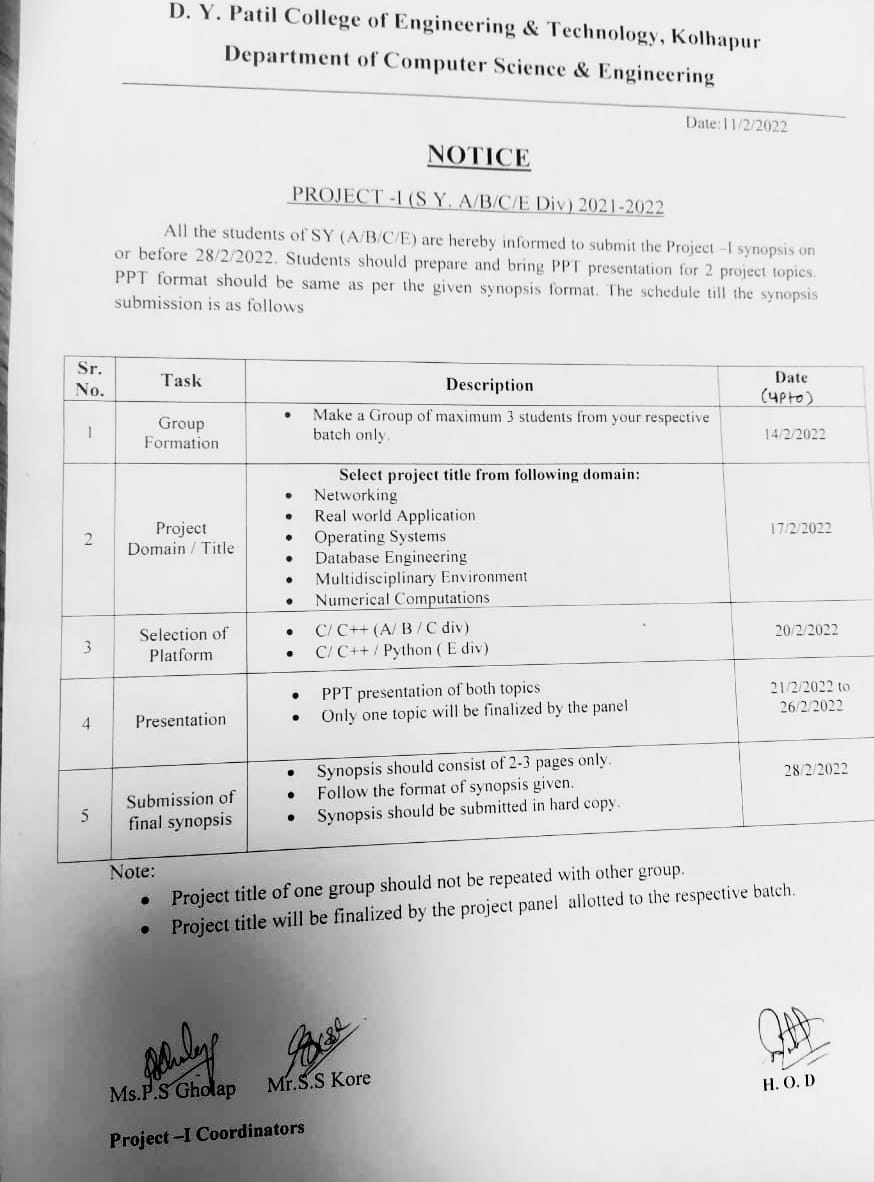 D. Y. Patil College of Engineering & Technology, Kolhapur
Department of Computer Science & Engineering
Date:11/2/2022
NOTICE
PROJECT -I (S Y. A/B/C/E Div) 2021-2022
All the students of SY (A/B/C/E) are hereby informed to submit the Project –I synopsis on
or before 28/2/2022. Students should prepare and bring PPT presentation for 2 project topics.
PPT format should be same as per the given synopsis format. The schedule till the synopsis
submission is as follows
Sr. No. Task Description Date (upto)
1 Group Formation
• Make a Group of maximum 3 students from your respective
batch only.
14/2/2022
2 Project Domain / Title
Select project title from following domain:
• Networking
• Real world Application
• Operating Systems
• Database Engineering
• Multidisciplinary Environment
• Numerical Computations
17/2/2022
3 Selection of Platform
• C/ C++ (A/ B / C div)
• C/ C++ / Python ( E div)
20/2/2022
4 Presentation
• PPT presentation of both topics
• Only one topic will be finalized by the panel
21/2/2022 to
26/2/2022
5 Submission of final synopsis
• Synopsis should consist of 2-3 pages only.
• Follow the format of synopsis given.
• Synopsis should be submitted in hard copy.
28/2/2022
Note:
• Project title of one group should not be repeated with other group.
• Project title will be finalized by the project panel allotted to the respective batch.
Ms.P.S Gholap Mr.S.S Kore
H. O. D
Project –I Coordinators